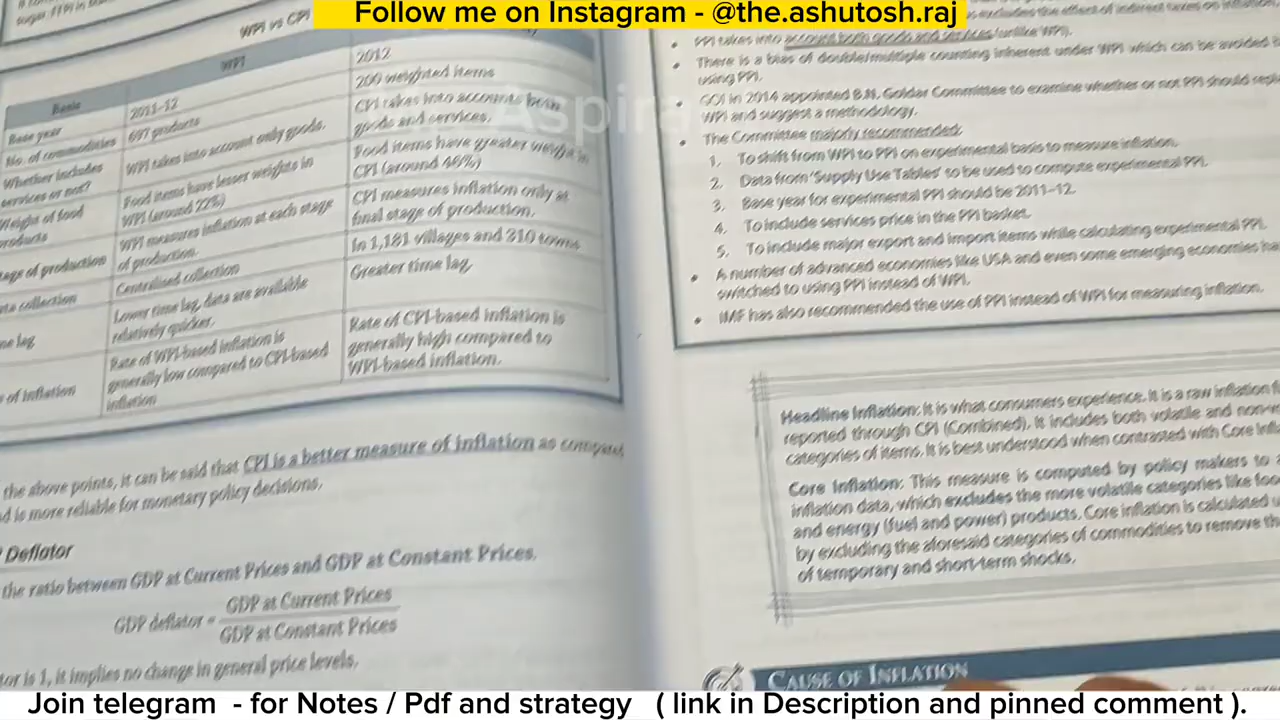 Follow me on Instagram - @the.ashutosh.raj
WPI vs CPI
Basis
WPI
Base year
2011-12
2012
No. of commodities
697 products
200 weighted items
Whether includes
services or not?
WPI takes into account only goods.
CPI takes into accounts both
goods and services.
Weight of food
products
Food items have lesser weights in
WPI (around 22%)
Food items have greater weight in
CPI (around 46%)
of production
WPI measures inflation at each stage
of production.
CPI measures inflation only at
final stage of production.
collection
Centralised collection
In 1,181 villages and 310 towns
lag
Lower time lag, data are available
relatively quicker.
Greater time lag.
of inflation
Rate of WPI-based inflation is
generally low compared to CPI-based
inflation
Rate of CPI-based inflation is
generally high compared to
WPI-based inflation.
the above points, it can be said that CPI is a better measure of inflation as compared
is more reliable for monetary policy decisions.
Deflator
the ratio between GDP at Current Prices and GDP at Constant Prices.
GDP deflator = GDP at Current Prices
GDP at Constant Prices
is 1, it implies no change in general price levels.
excludes the effect of indirect taxes on
• PPI takes into account both goods and services (unlike WPI).
• There is a bias of double/multiple counting inherent under WPI which can be avoided
using PPI.
• GOI in 2014 appointed B.N. Goldar Committee to examine whether or not PPI should
WPI and suggest a methodology.
• The Committee majorly recommended:
1. To shift from WPI to PPI on experimental basis to measure inflation.
2. Data from 'Supply Use Tables' to be used to compute experimental PPI.
3. Base year for experimental PPI should be 2011–12.
4. To include services price in the PPI basket.
5. To include major export and import items while calculating experimental PPI.
• A number of advanced economies like USA and even some emerging economies
switched to using PPI instead of WPI.
• IMF has also recommended the use of PPI instead of WPI for measuring inflation.
Headline Inflation: It is what consumers experience. It is a raw inflation
reported through CPI (Combined). It includes both volatile and
categories of items. It is best understood when contrasted with Core
Core Inflation: This measure is computed by policy makers to
inflation data, which excludes the more volatile categories like
and energy (fuel and power) products. Core inflation is calculated
by excluding the aforesaid categories of commodities to remove the
of temporary and short-term shocks.
CAUSE OF INFLATION
Join telegram - for Notes / Pdf and strategy ( link in Description and pinned comment ).